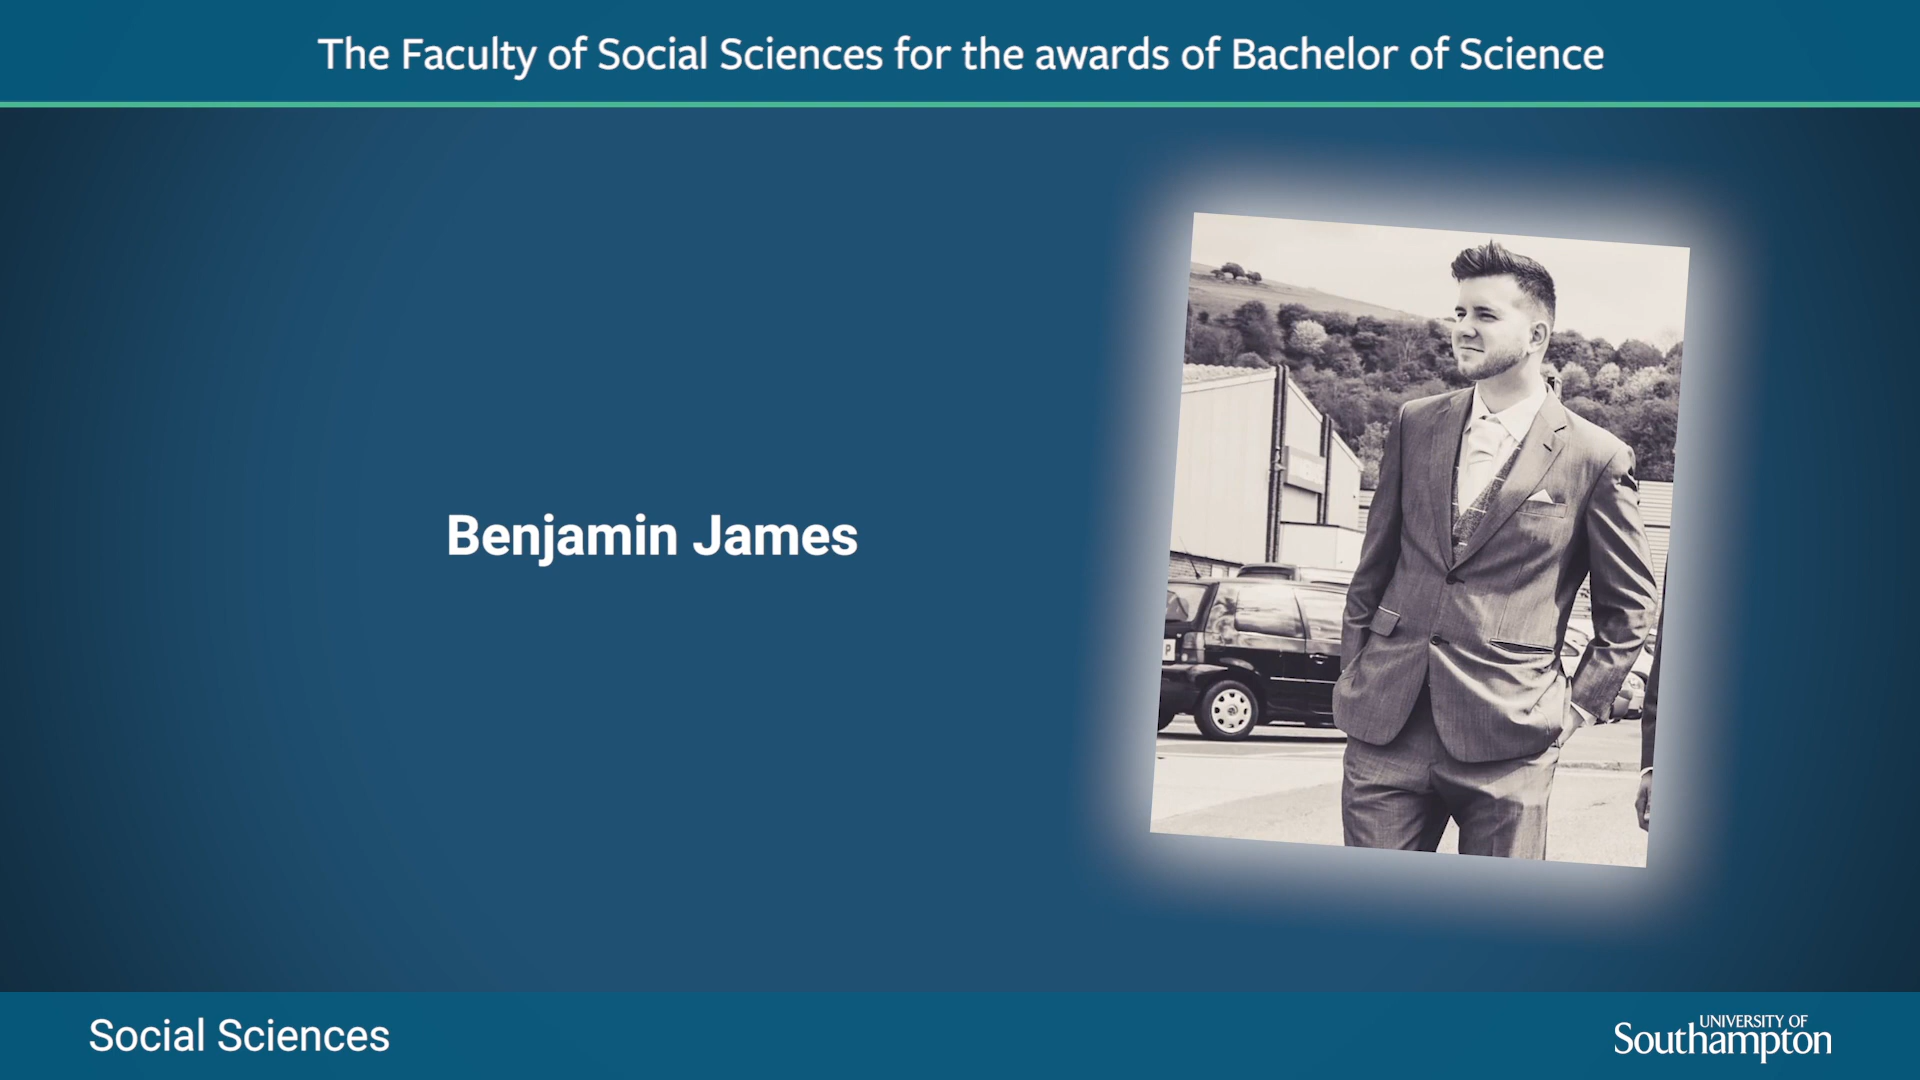 The Faculty of Social Sciences for the awards of Bachelor of Science
Benjamin James
P
Social Sciences
UNIVERSITY OF
Southampton